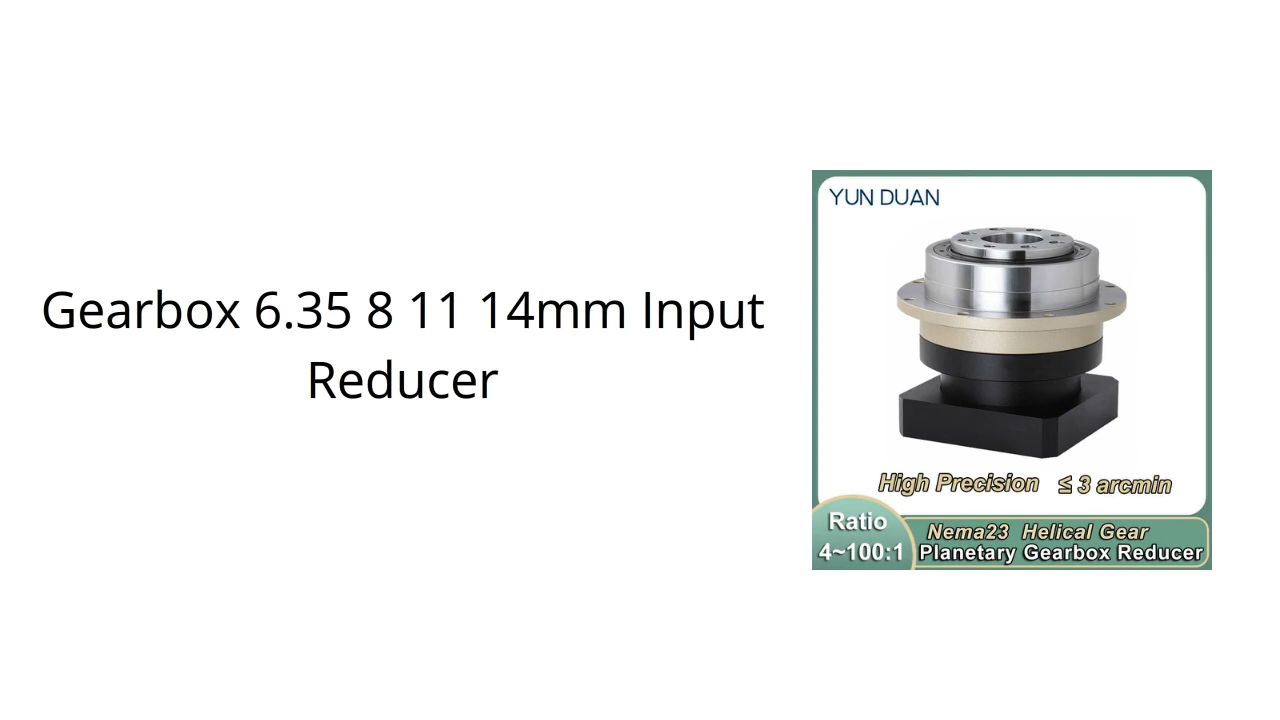 Gearbox 6.35 8 11 14mm Input
Reducer
YUN DUAN
High Precision ≤ 3 arcmin
Ratio
4~100:1
Nema23 Helical Gear
Planetary Gearbox Reducer